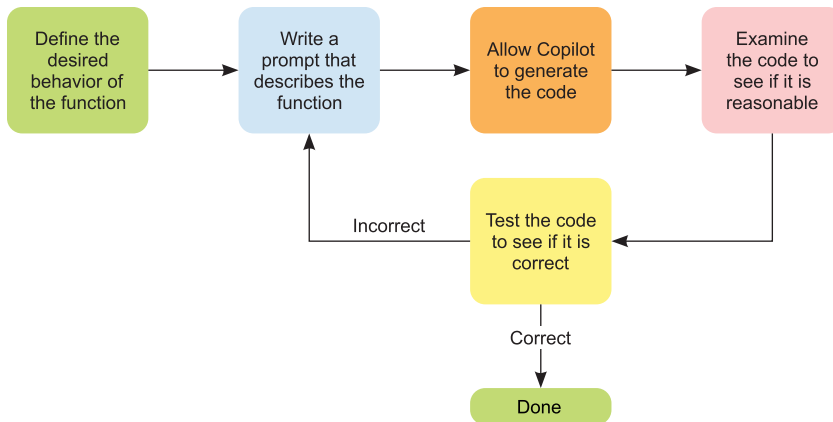 Define the
desired
behavior of
the function
Write a
prompt that
describes the
function
Allow Copilot
to generate
the code
Examine
the code to
see if it is
reasonable
Incorrect
Test the code
to see if it is
correct
Correct
Done